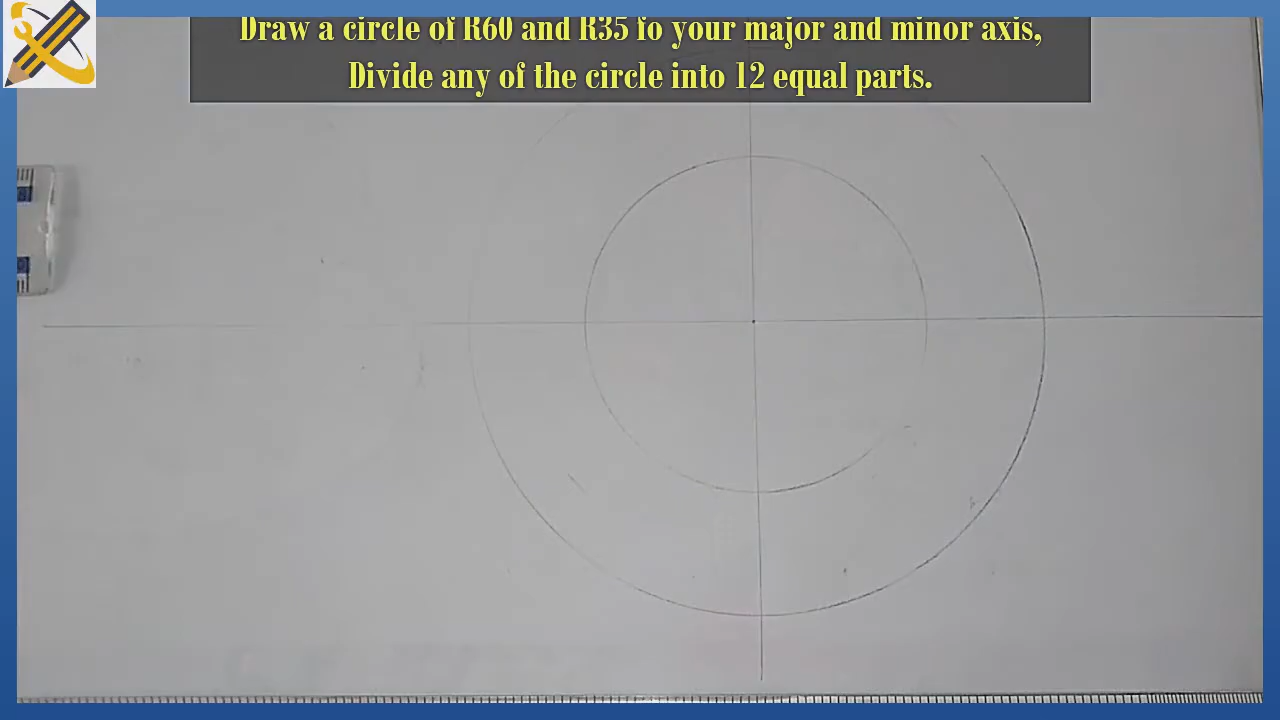 Draw a circle of R60 and R35 fo your major and minor axis,
Divide any of the circle into 12 equal parts.